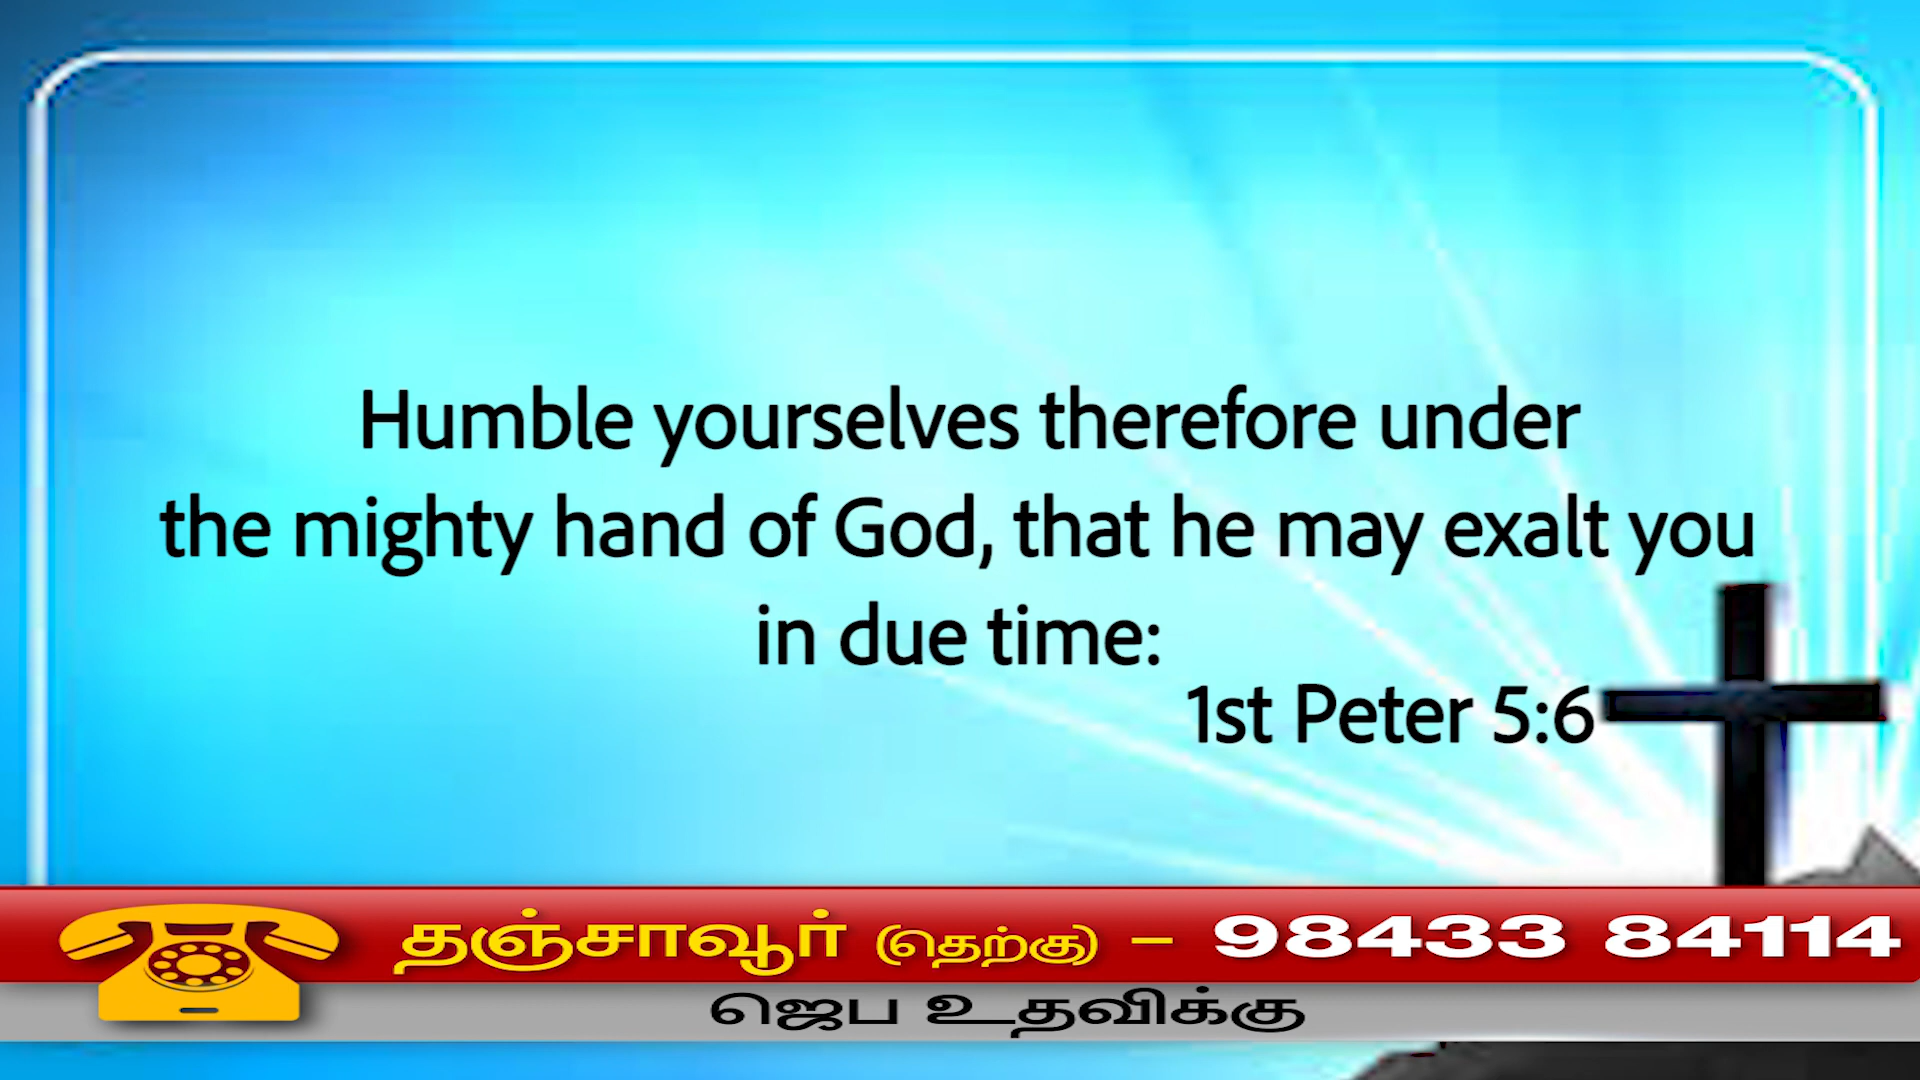 Humble yourselves therefore under
the mighty hand of God, that he may exalt you
in due time:
1st Peter 5:6
தஞ்சாவூர் (தெற்கு) – 98433 84114
ஜெப உதவிக்கு